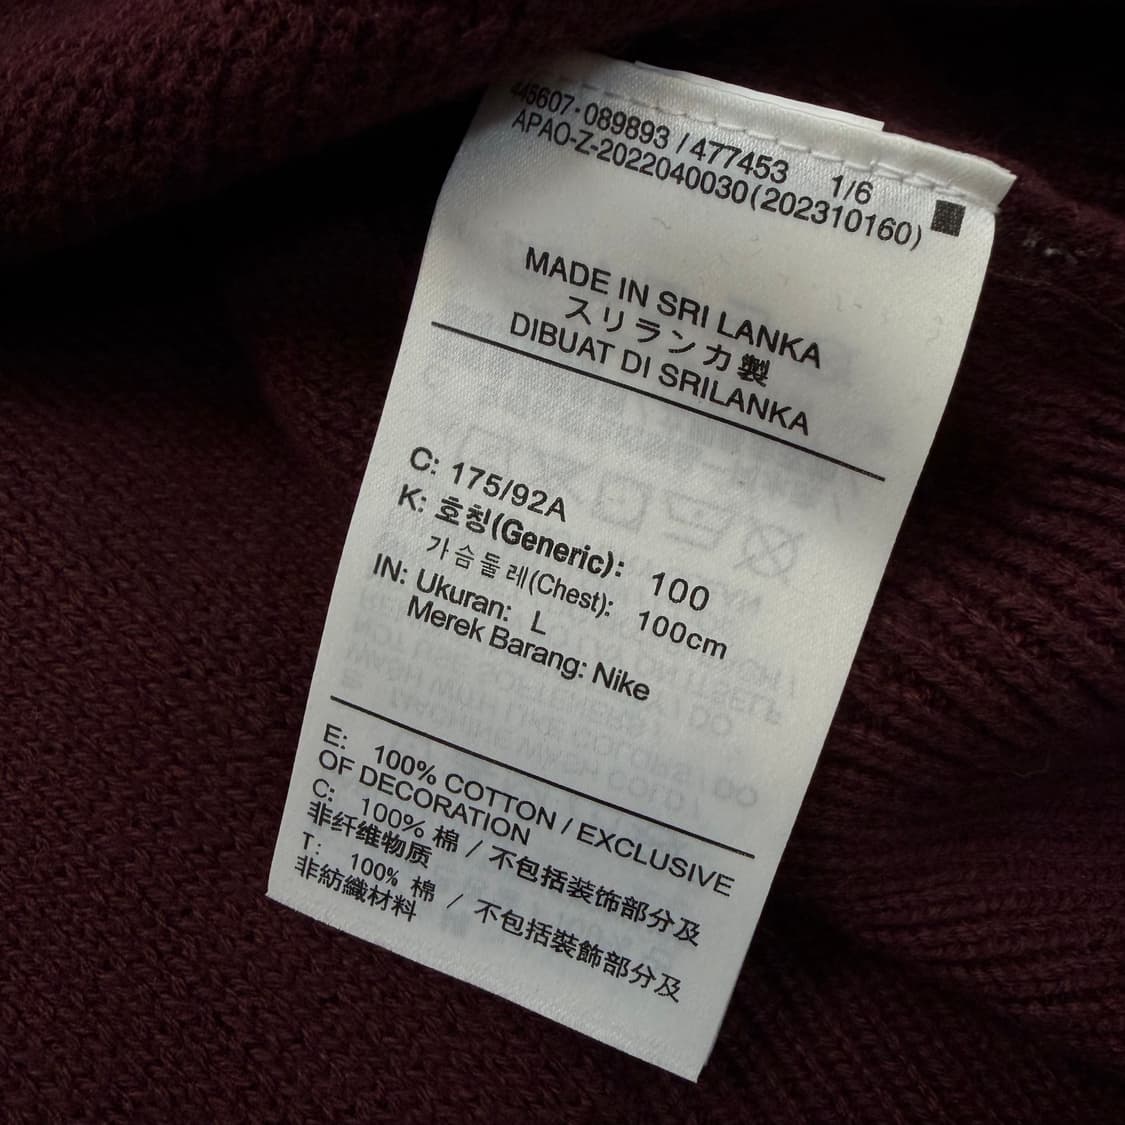 445607-089893 / 477453 1/6
APAO-Z-2022040030(202310160)
MADE IN SRI LANKA
スリランカ製
DIBUAT DI SRILANKA
C: 175/92A
K: 호칭(Generic): 100
가슴둘레(Chest): 100cm
IN: Ukuran: L
Merek Barang: Nike
E: 100% COTTON / EXCLUSIVE
OF DECORATION
C: 100% 棉 / 不包括装饰部分及
非纤维物质
T: 100% 棉 / 不包括裝飾部分及
非紡織材料